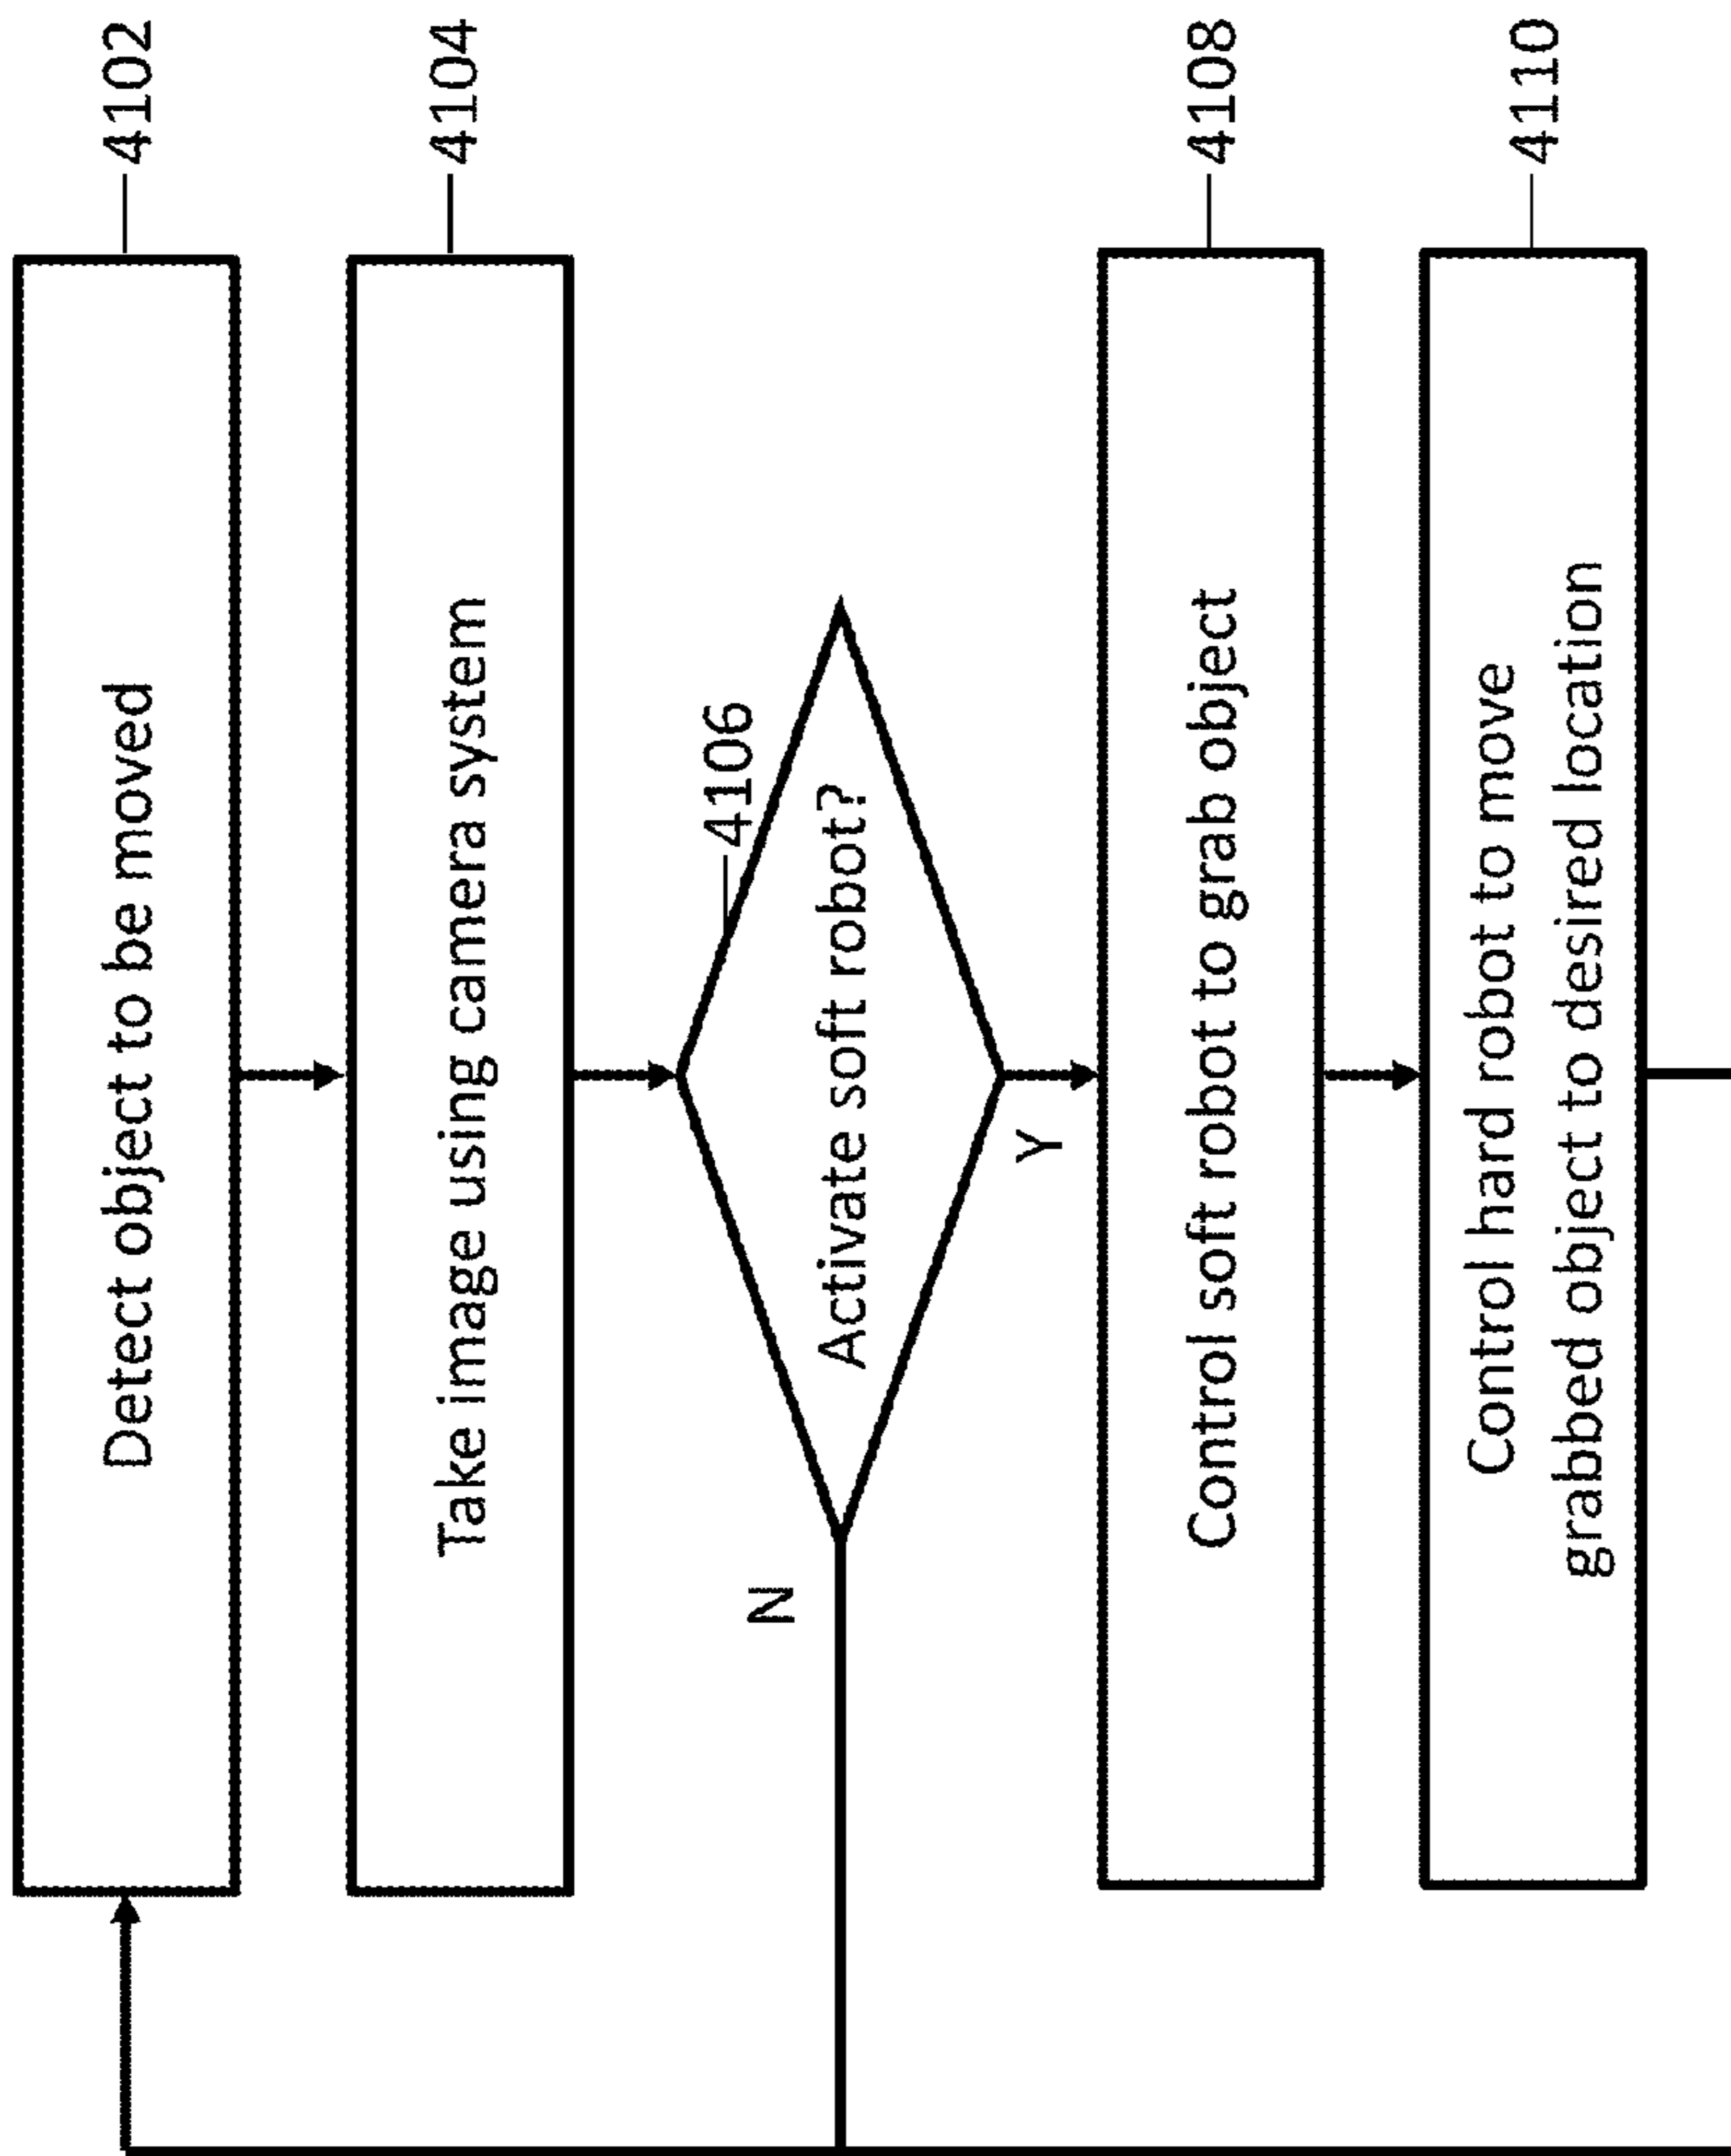 Detect object to be moved
4102
Take image using camera system
4104
4106
Activate soft robot?
N
Y
Control soft robot to grab object
4108
Control hard robot to move
grabbed object to desired location
4110